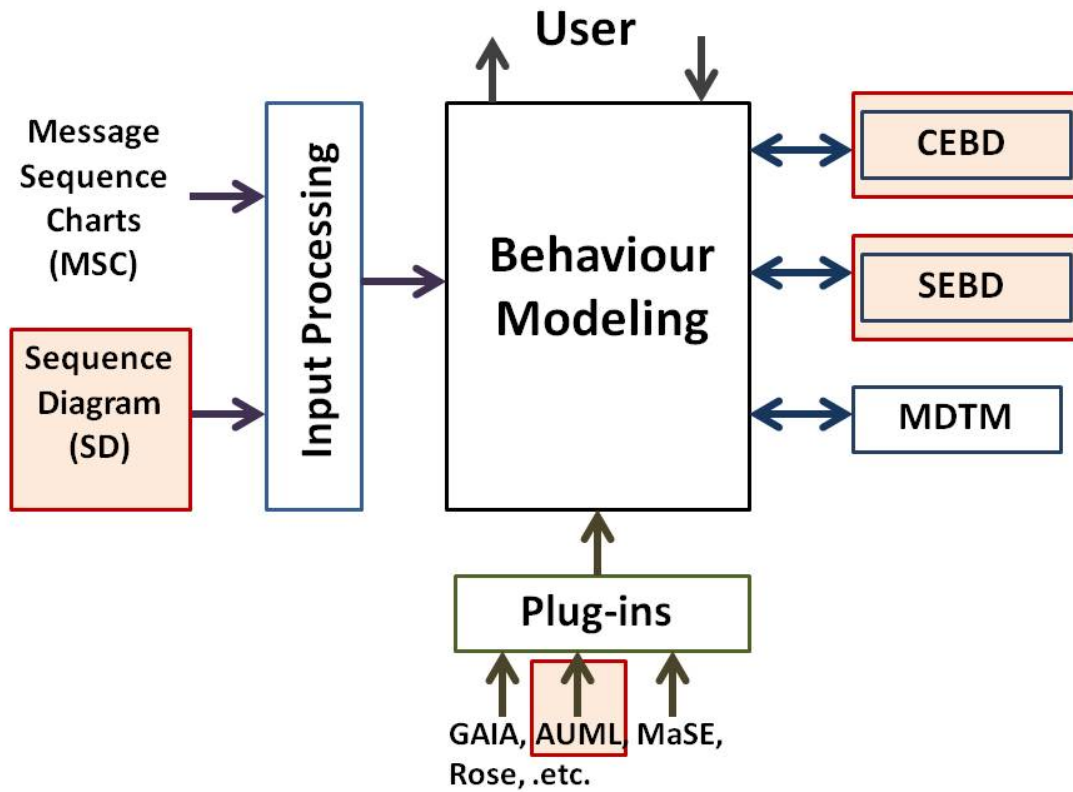 User
Message
Sequence
Charts
(MSC)
Sequence
Diagram
(SD)
Input Processing
Behaviour
Modeling
CEBD
SEBD
MDTM
Plug-ins
GAIA, AUML, MaSE,
Rose, .etc.